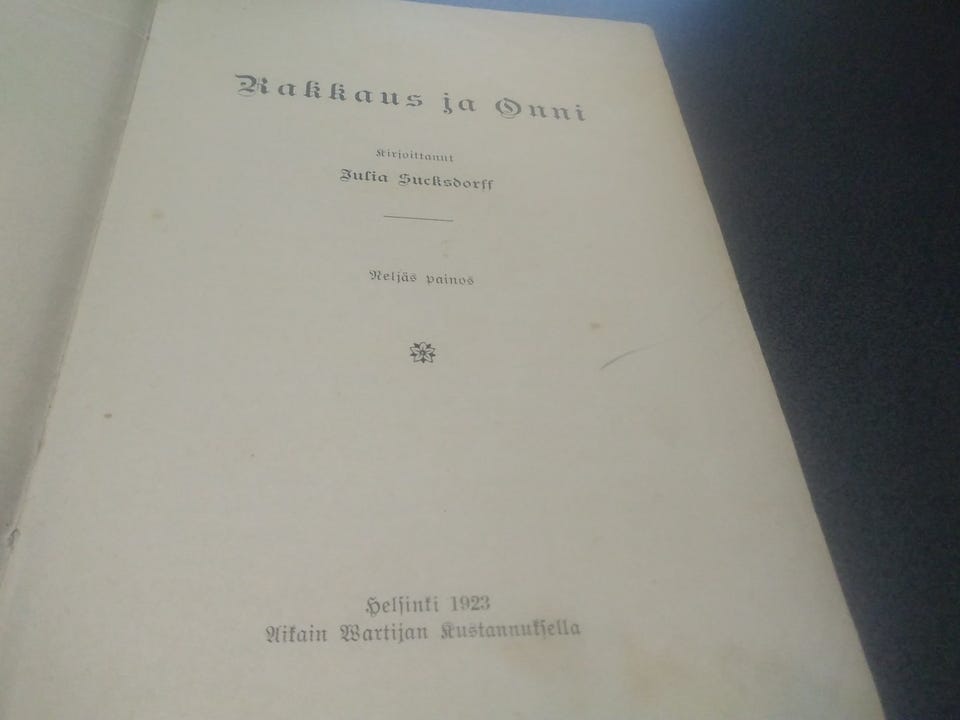 Rakkaus ja Onni
Kirjoittanut
Julia Sucksdorff
Neljäs painos
Helsinki 1923
Aikain Wartijan Kustannuksella